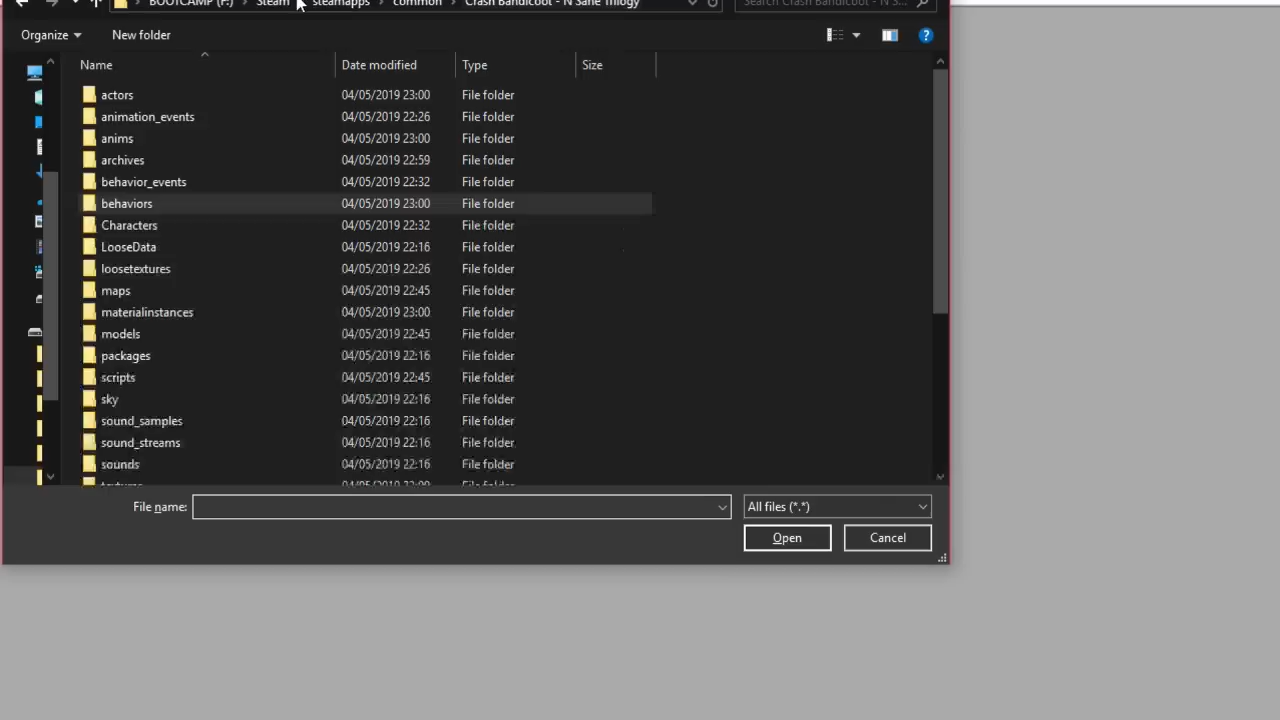 BOOTCAMP (F:) Steam steamapps common Crash Bandicoot - N Sane Trilogy Search Crash Bandicoot - N S...
Organize New folder
Name Date modified Type Size
actors 04/05/2019 23:00 File folder
animation_events 04/05/2019 22:26 File folder
anims 04/05/2019 23:00 File folder
archives 04/05/2019 22:59 File folder
behavior_events 04/05/2019 22:32 File folder
behaviors 04/05/2019 23:00 File folder
Characters 04/05/2019 22:32 File folder
LooseData 04/05/2019 22:16 File folder
loosetextures 04/05/2019 22:26 File folder
maps 04/05/2019 22:45 File folder
materialinstances 04/05/2019 23:00 File folder
models 04/05/2019 22:45 File folder
packages 04/05/2019 22:16 File folder
scripts 04/05/2019 22:45 File folder
sky 04/05/2019 22:16 File folder
sound_samples 04/05/2019 22:16 File folder
sound_streams 04/05/2019 22:16 File folder
sounds 04/05/2019 22:16 File folder
File folder
File name: All files (*.*)
Open Cancel